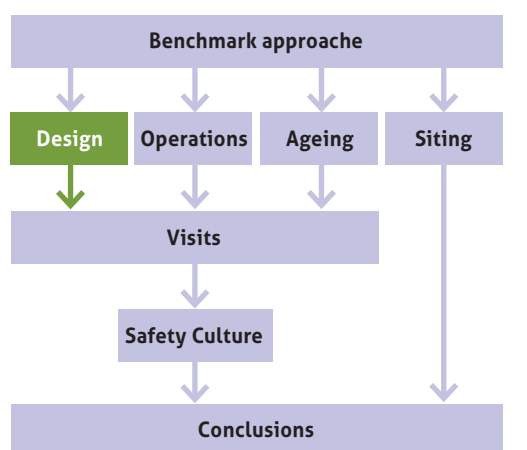 Benchmark approache
Design
Operations
Ageing
Siting
Visits
Safety Culture
Conclusions